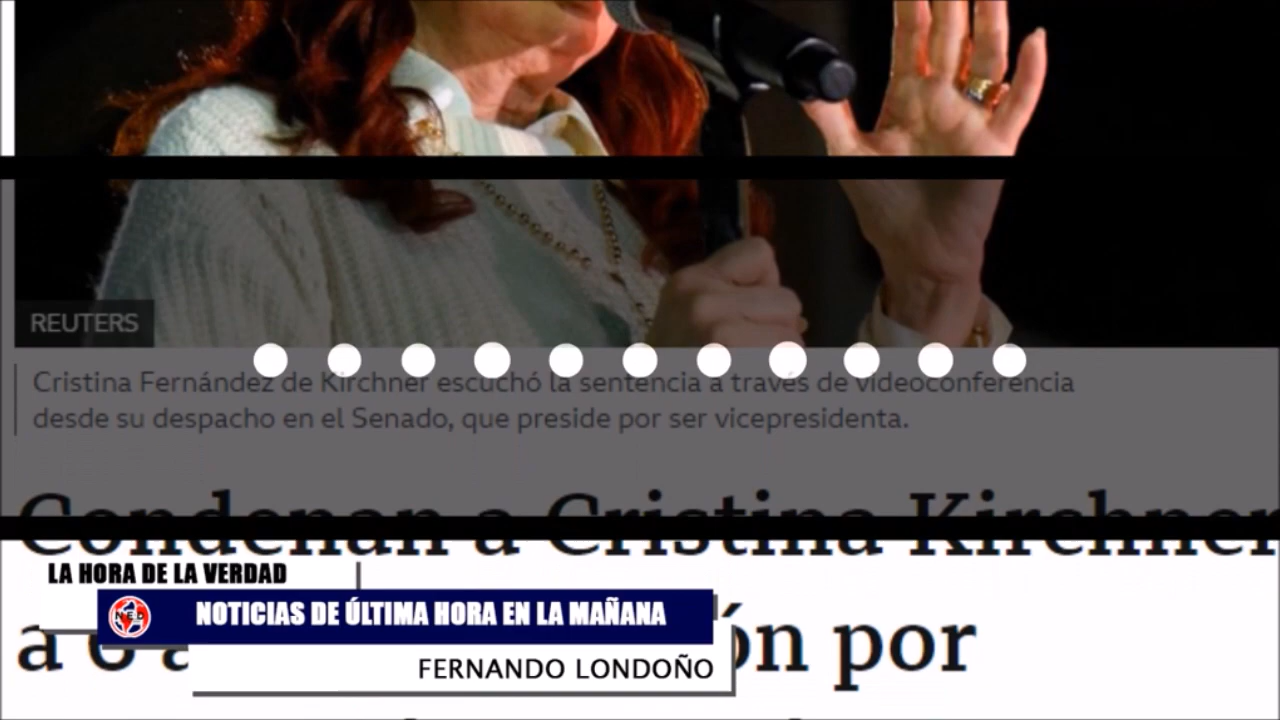 REUTERS
Cristina Fernández de Kirchner escuchó la sentencia a través de videoconferencia
desde su despacho en el Senado, que preside por ser vicepresidenta.
Condenan a Cristina Kirchner
LA HORA DE LA VERDAD
NOTICIAS DE ÚLTIMA HORA EN LA MAÑANA
a 6 a
por
FERNANDO LONDOÑO